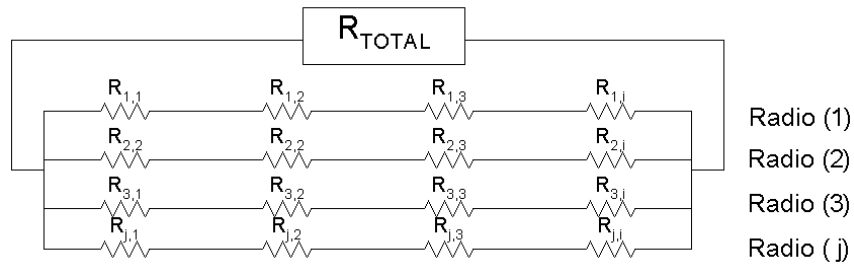 R TOTAL
R1,1 R1,2 R1,3 R1,i Radio (1)
R2,2 R2,2 R2,3 R2,i Radio (2)
R3,1 R3,2 R3,3 R3,i Radio (3)
Rj,1 Rj,2 Rj,3 Rj,i Radio ( j)